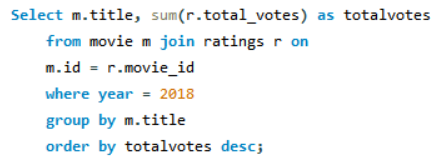 Select m.title, sum(r.total_votes) as totalvotes
from movie m join ratings r on
m.id = r.movie_id
where year = 2018
group by m.title
order by totalvotes desc;